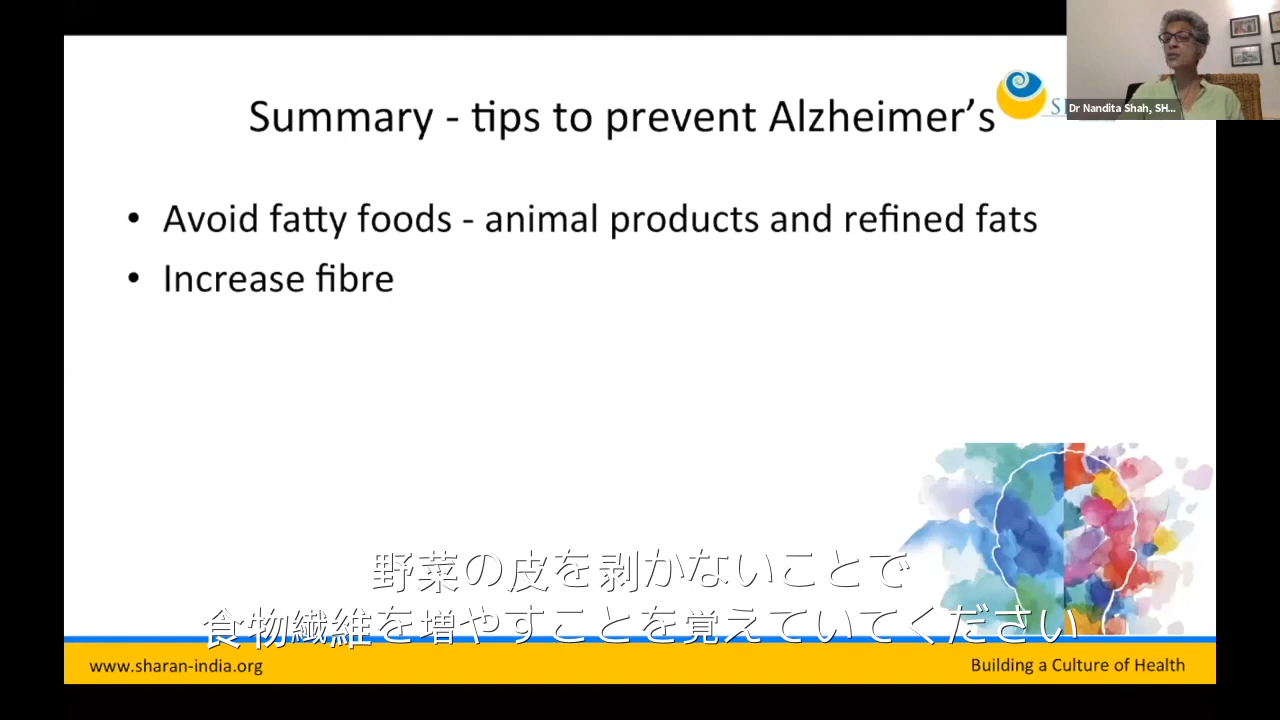 Summary - tips to prevent Alzheimer's
Dr Nandita Shah, SH...
• Avoid fatty foods - animal products and refined fats
• Increase fibre
野菜の皮を剥かないことで
食物繊維を増やすことを覚えていてください
www.sharan-india.org
Building a Culture of Health